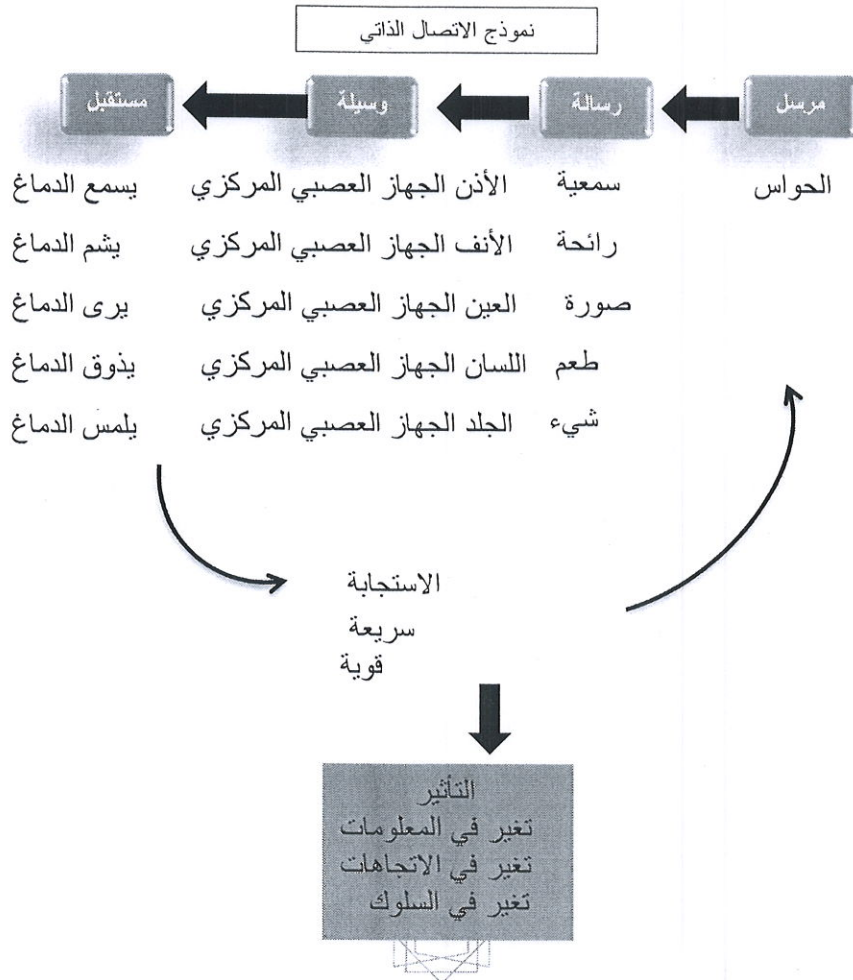 نموذج الاتصال الذاتي
مرسل رسالة وسيلة مستقبل
الحواس سمعية الأذن الجهاز العصبي المركزي يسمع الدماغ
رائحة الأنف الجهاز العصبي المركزي يشم الدماغ
صورة العين الجهاز العصبي المركزي يرى الدماغ
طعم اللسان الجهاز العصبي المركزي يذوق الدماغ
شيء الجلد الجهاز العصبي المركزي يلمس الدماغ
الاستجابة
سريعة
قوية
التأثير
تغير في المعلومات
تغير في الاتجاهات
تغير في السلوك